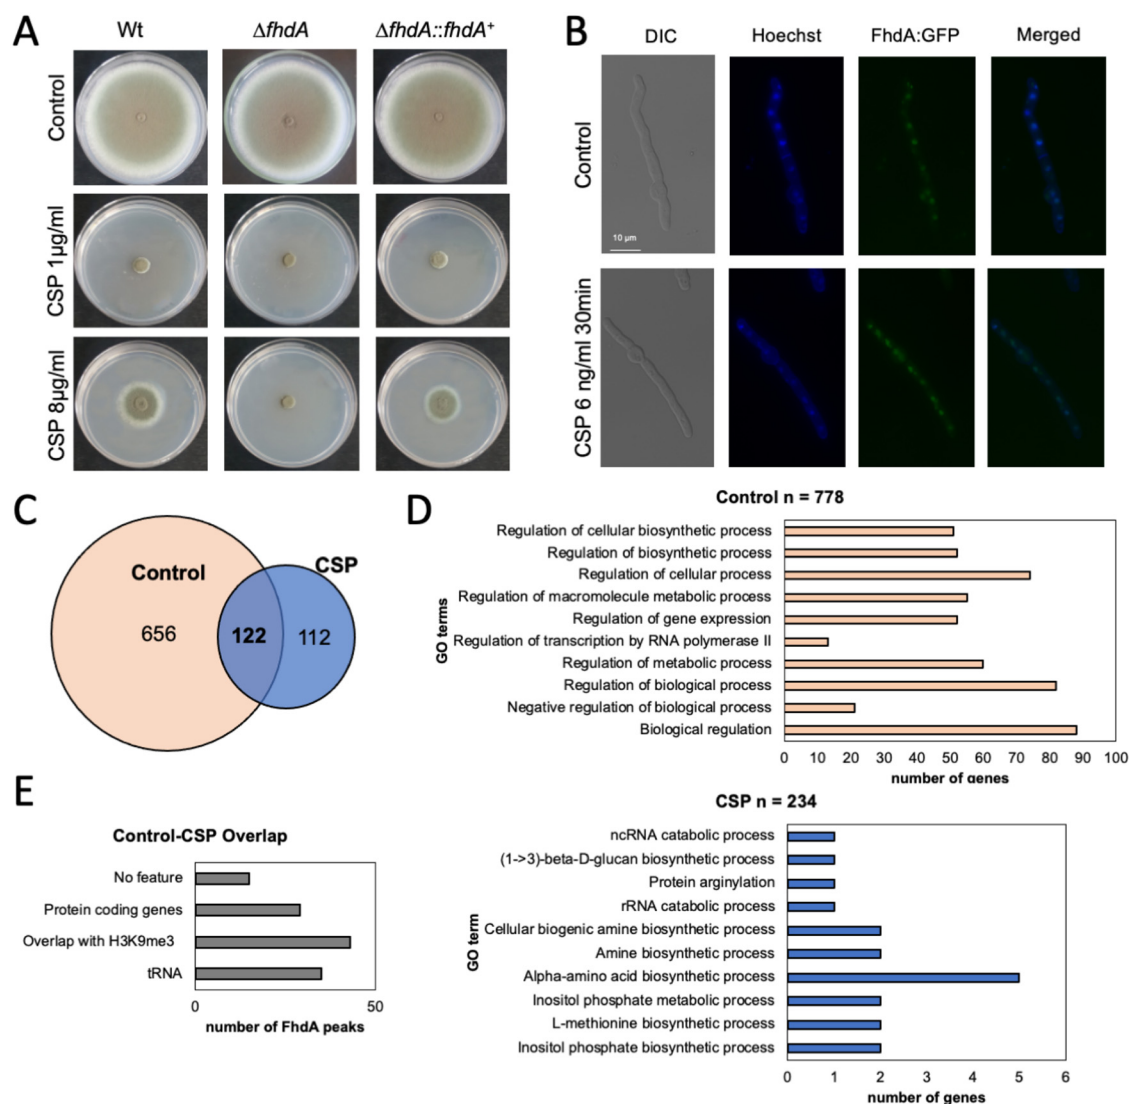 A
Wt
ΔfhdA
ΔfhdA::fhdA⁺
Control
CSP 1µg/ml
CSP 8µg/ml
B
DIC
Hoechst
FhdA:GFP
Merged
Control
10 µm
CSP 6 ng/ml 30min
C
Control
CSP
656
122
112
D
Control n = 778
GO terms
Regulation of cellular biosynthetic process
Regulation of biosynthetic process
Regulation of cellular process
Regulation of macromolecule metabolic process
Regulation of gene expression
Regulation of transcription by RNA polymerase II
Regulation of metabolic process
Regulation of biological process
Negative regulation of biological process
Biological regulation
0 10 20 30 40 50 60 70 80 90 100
number of genes
CSP n = 234
GO term
ncRNA catabolic process
(1->3)-beta-D-glucan biosynthetic process
Protein arginylation
rRNA catabolic process
Cellular biogenic amine biosynthetic process
Amine biosynthetic process
Alpha-amino acid biosynthetic process
Inositol phosphate metabolic process
L-methionine biosynthetic process
Inositol phosphate biosynthetic process
0 1 2 3 4 5 6
number of genes
E
Control-CSP Overlap
No feature
Protein coding genes
Overlap with H3K9me3
tRNA
0 50
number of FhdA peaks